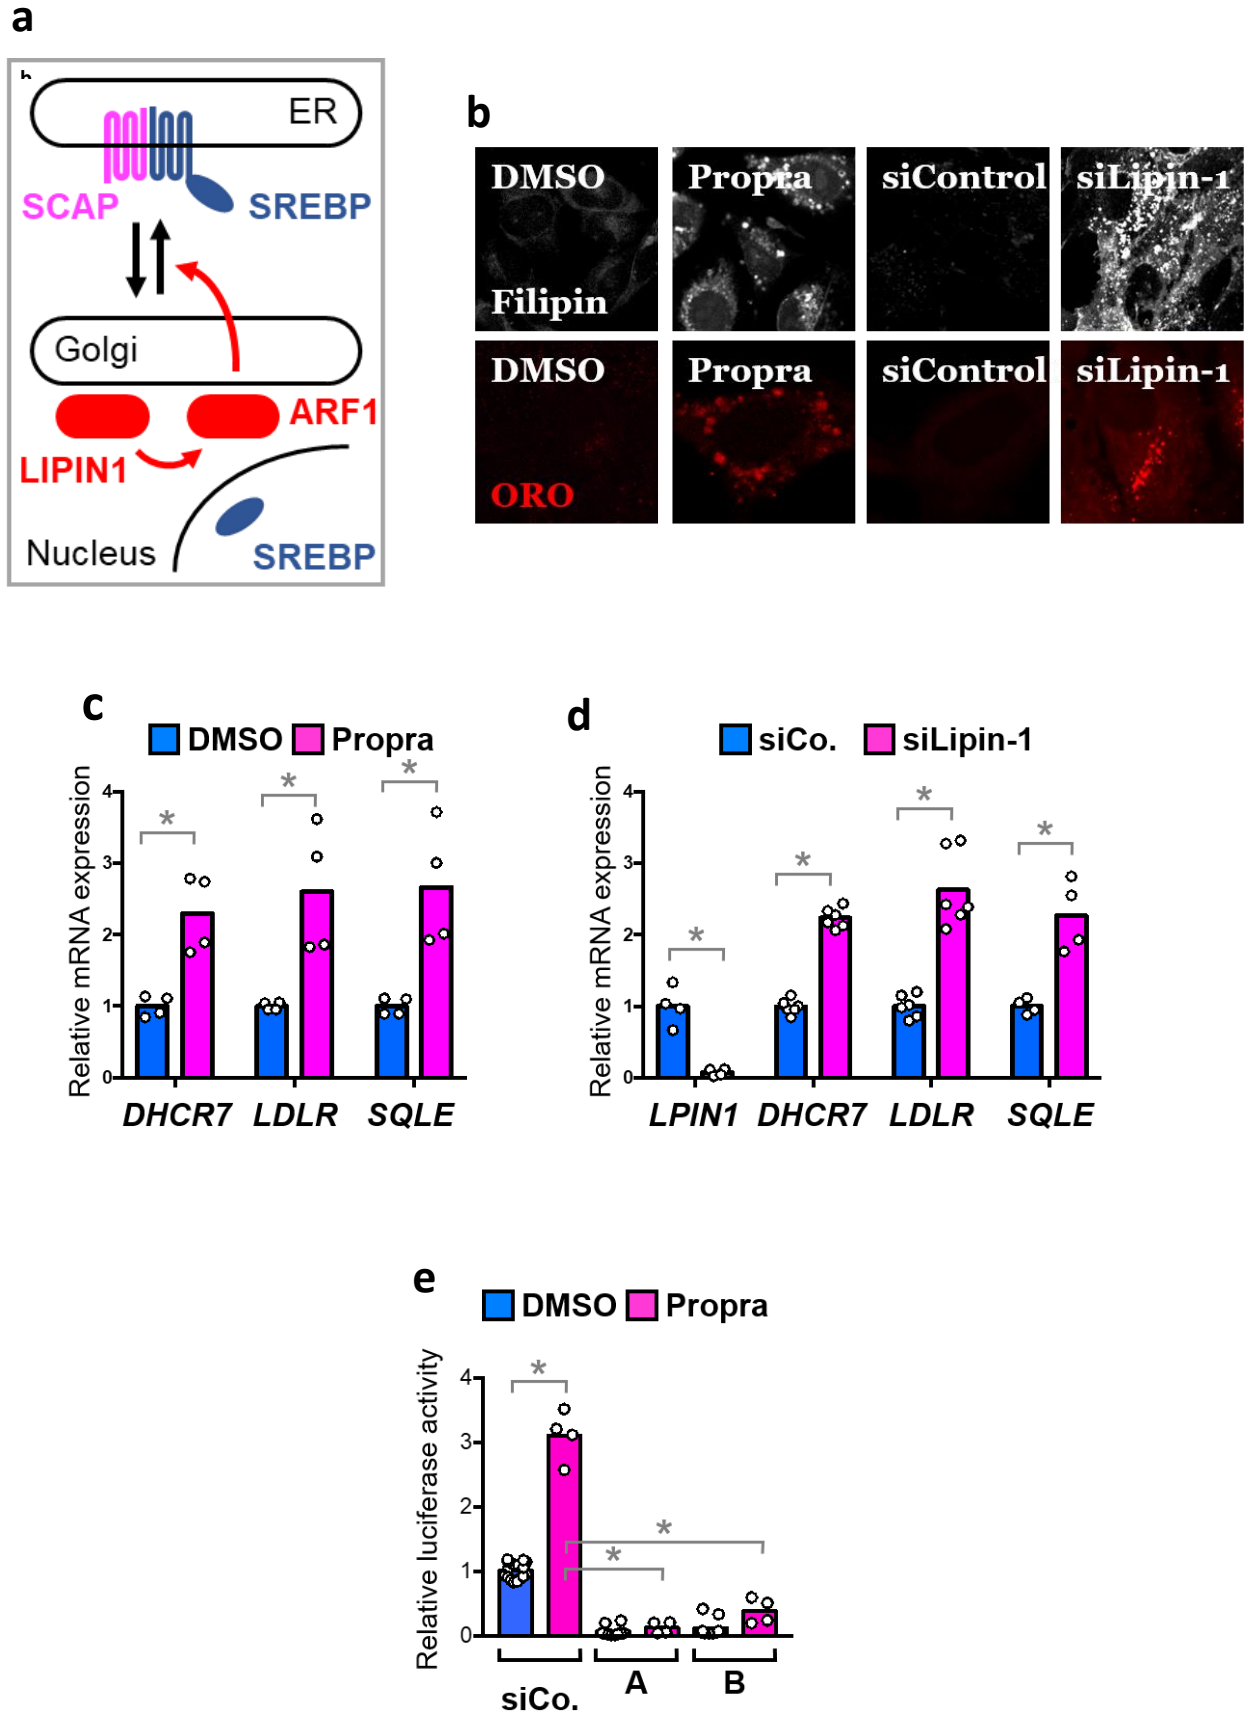 a
ER
SCAP
SREBP
Golgi
ARF1
LIPIN1
Nucleus
SREBP
b
DMSO
Propra
siControl
siLipin-1
Filipin
DMSO
Propra
siControl
siLipin-1
ORO
c
DMSO
Propra
Relative mRNA expression
4
3
2
1
0
*
*
*
DHCR7
LDLR
SQLE
d
siCo.
siLipin-1
Relative mRNA expression
4
3
2
1
0
*
*
*
*
LPIN1
DHCR7
LDLR
SQLE
e
DMSO
Propra
Relative luciferase activity
4
3
2
1
0
*
*
*
siCo.
A
B